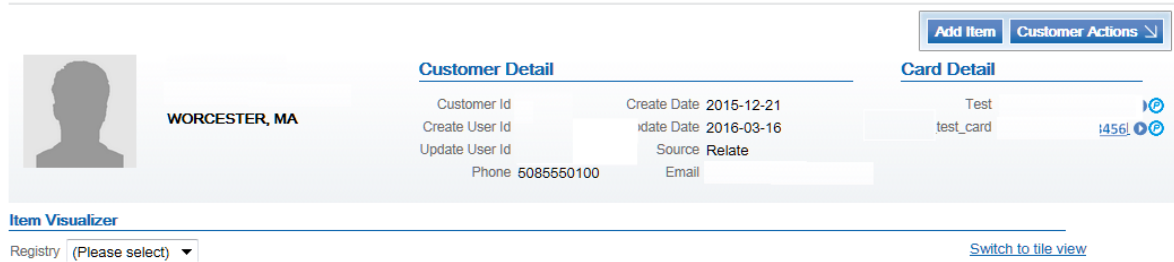 Add Item Customer Actions
Customer Detail Card Detail
Customer Id Create Date 2015-12-21 Test
WORCESTER, MA
Create User Id Date 2016-03-16 test_card 3456
Update User Id Source Relate
Phone 5085550100 Email
Item Visualizer
Registry (Please select) Switch to tile view